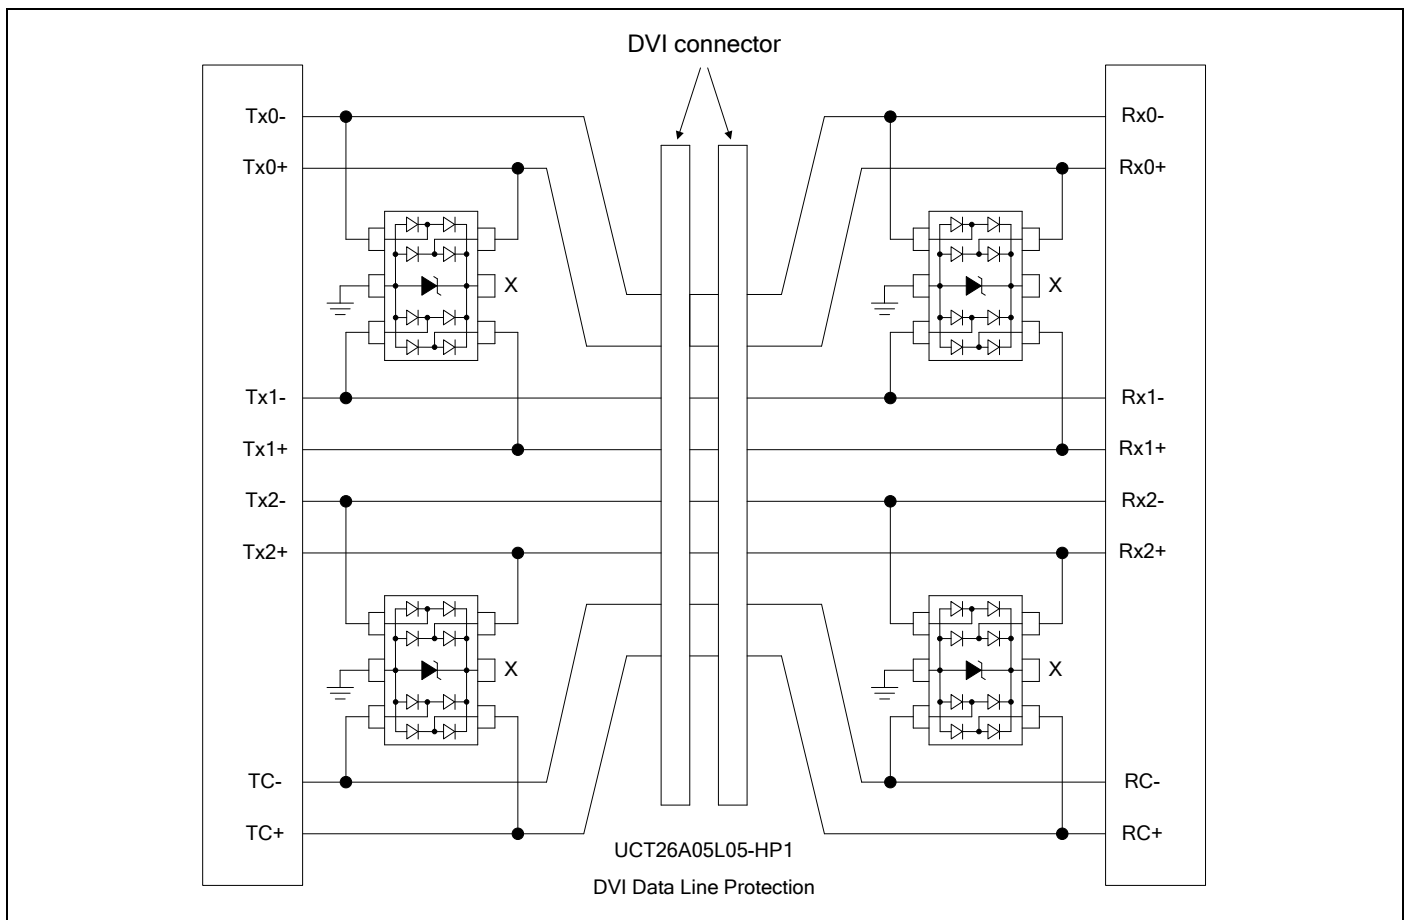 DVI connector
Tx0-
Rx0-
Tx0+
Rx0+
X
X
Tx1-
Rx1-
Tx1+
Rx1+
Tx2-
Rx2-
Tx2+
Rx2+
X
X
TC-
RC-
TC+
RC+
UCT26A05L05-HP1
DVI Data Line Protection